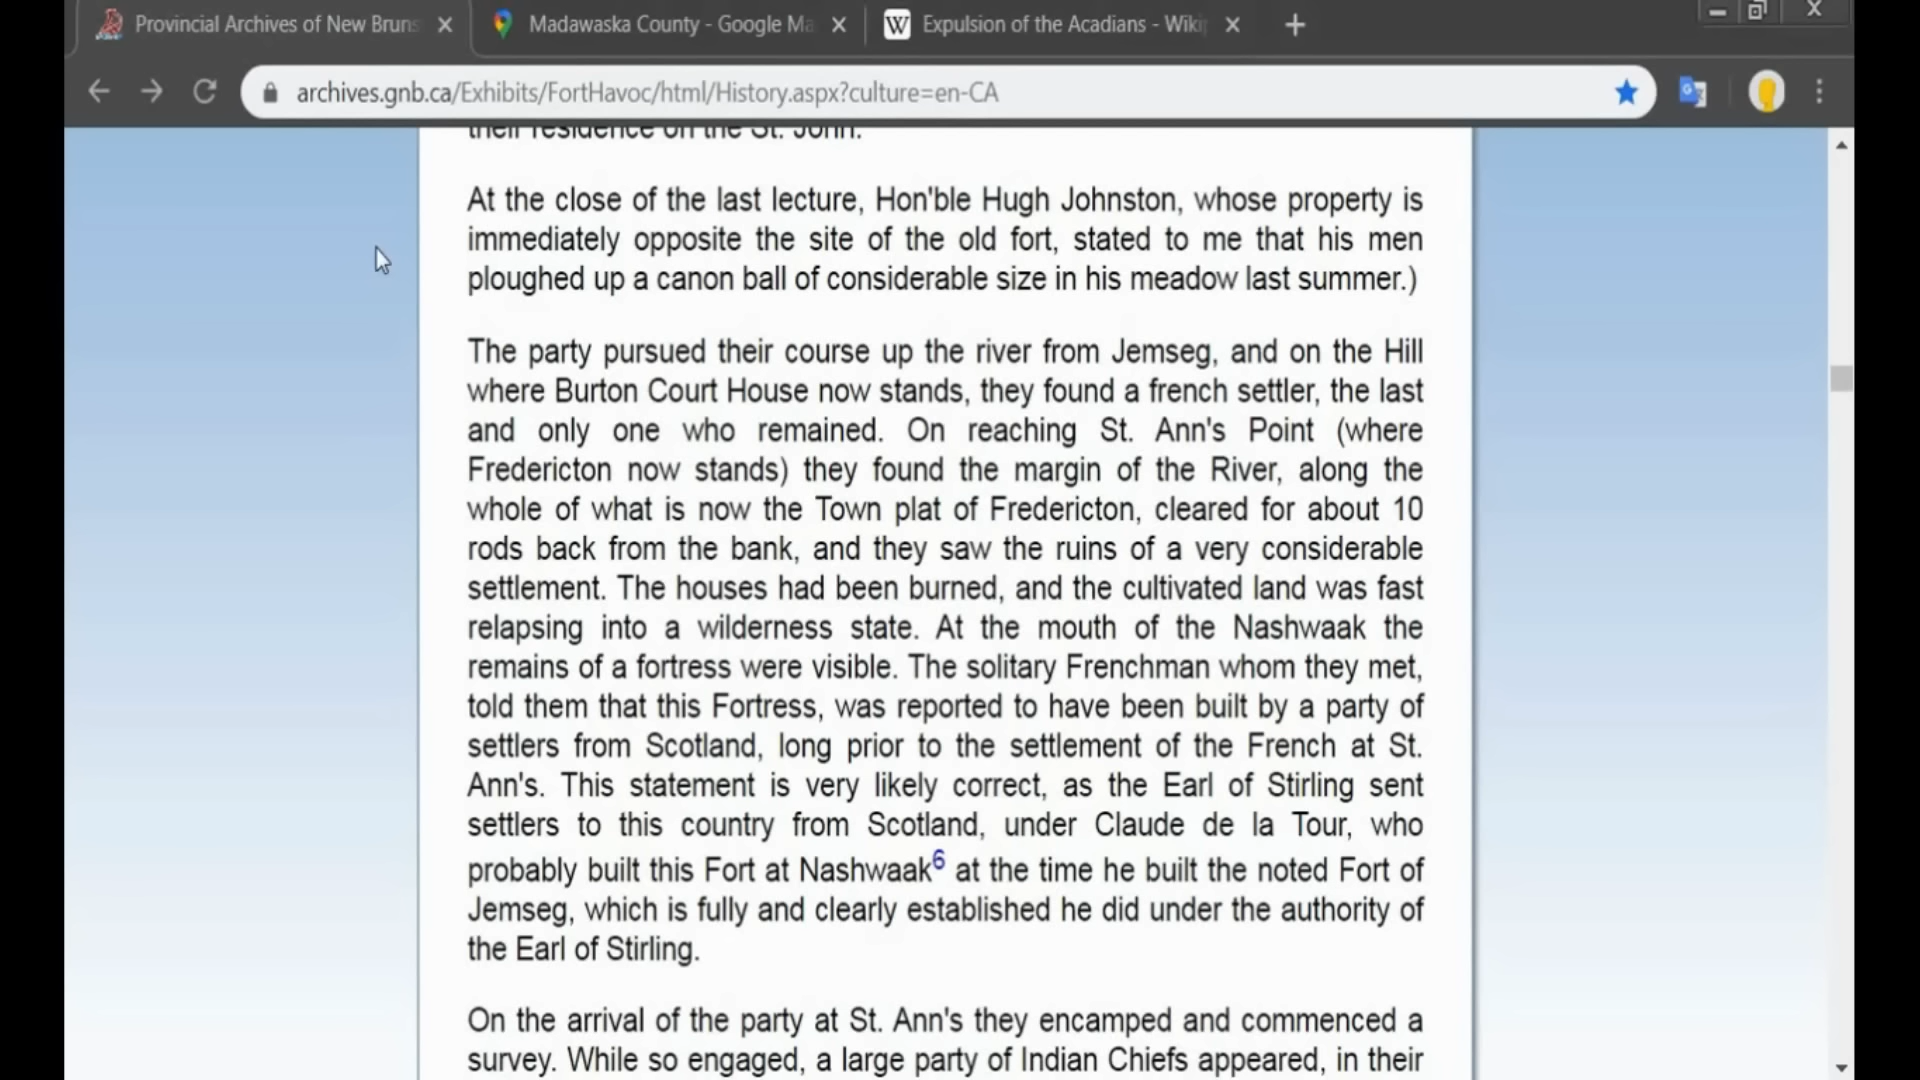 Provincial Archives of New Bruns
Madawaska County - Google Ma
W
Expulsion of the Acadians - Wiki
archives.gnb.ca/Exhibits/FortHavoc/html/History.aspx?culture=en-CA
their residence on the St. John.
At the close of the last lecture, Hon'ble Hugh Johnston, whose property is
immediately opposite the site of the old fort, stated to me that his men
ploughed up a canon ball of considerable size in his meadow last summer.)
The party pursued their course up the river from Jemseg, and on the Hill
where Burton Court House now stands, they found a french settler, the last
and only one who remained. On reaching St. Ann's Point (where
Fredericton now stands) they found the margin of the River, along the
whole of what is now the Town plat of Fredericton, cleared for about 10
rods back from the bank, and they saw the ruins of a very considerable
settlement. The houses had been burned, and the cultivated land was fast
relapsing into a wilderness state. At the mouth of the Nashwaak the
remains of a fortress were visible. The solitary Frenchman whom they met,
told them that this Fortress, was reported to have been built by a party of
settlers from Scotland, long prior to the settlement of the French at St.
Ann's. This statement is very likely correct, as the Earl of Stirling sent
settlers to this country from Scotland, under Claude de la Tour, who
probably built this Fort at Nashwaak6 at the time he built the noted Fort of
Jemseg, which is fully and clearly established he did under the authority of
the Earl of Stirling.
On the arrival of the party at St. Ann's they encamped and commenced a
survey. While so engaged, a large party of Indian Chiefs appeared, in their